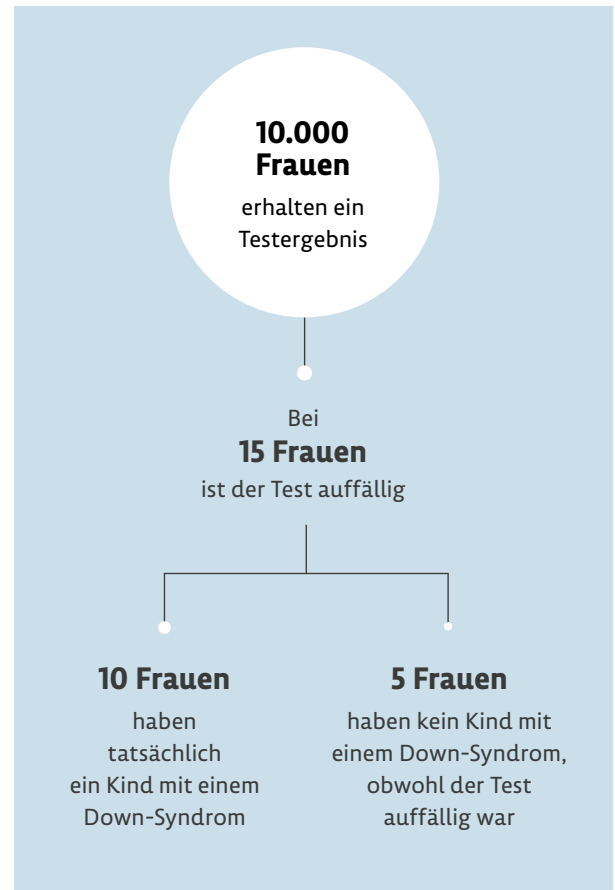 10.000
Frauen
erhalten ein
Testergebnis
Bei
15 Frauen
ist der Test auffällig
10 Frauen
haben
tatsächlich
ein Kind mit einem
Down-Syndrom
5 Frauen
haben kein Kind mit
einem Down-Syndrom,
obwohl der Test
auffällig war